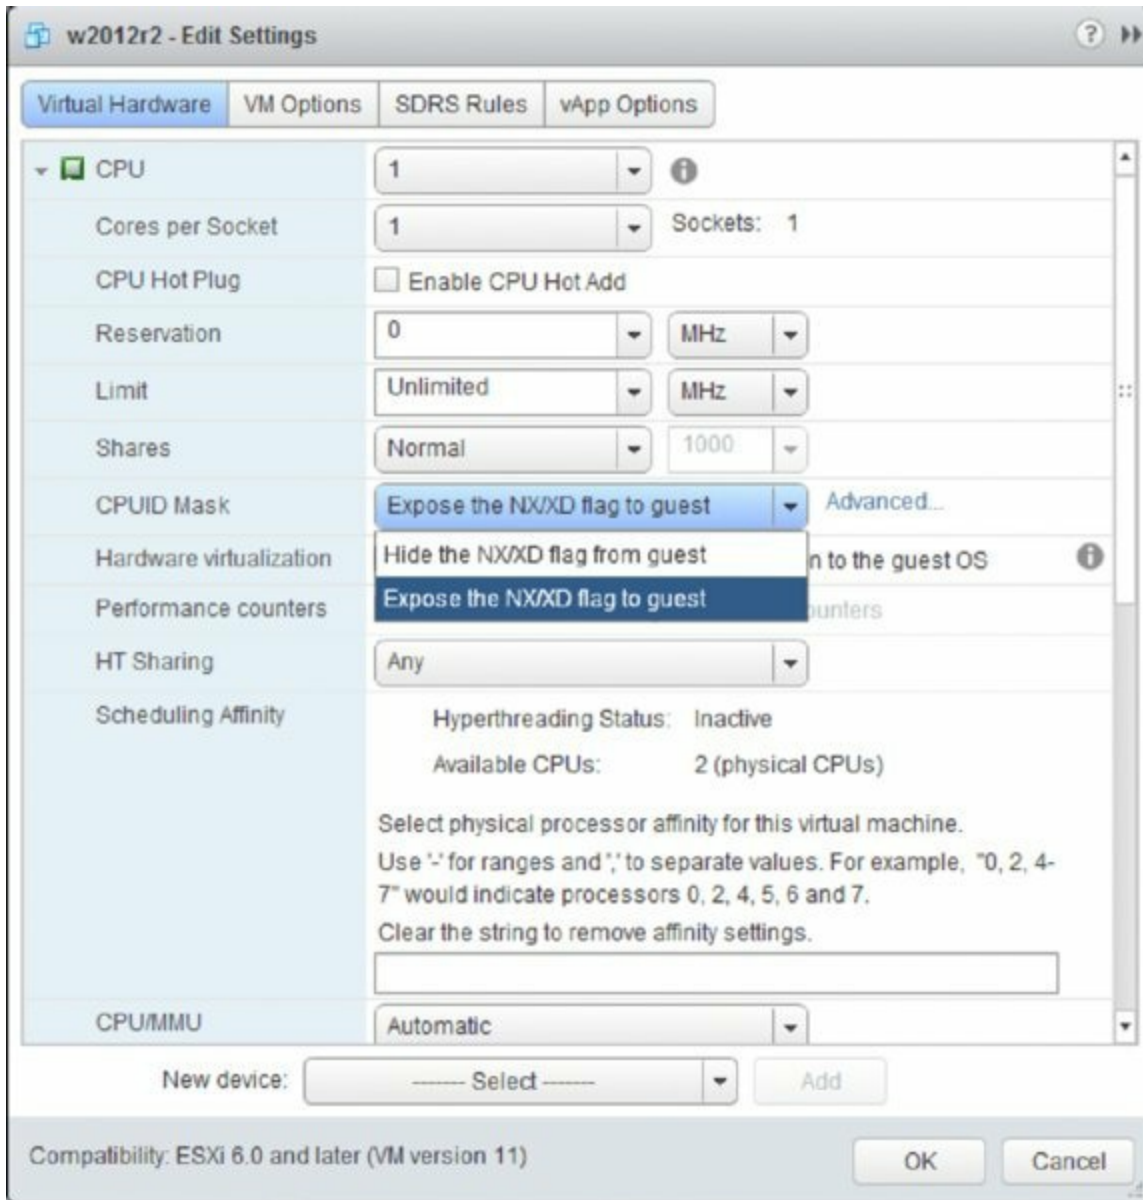 w2012r2 - Edit Settings
Virtual Hardware VM Options SDRS Rules vApp Options
CPU 1
Cores per Socket 1 Sockets: 1
CPU Hot Plug Enable CPU Hot Add
Reservation 0 MHz
Limit Unlimited MHz
Shares Normal 1000
CPUID Mask Expose the NX/XD flag to guest Advanced...
Hide the NX/XD flag from guest
Hardware virtualization n to the guest OS
Expose the NX/XD flag to guest
Performance counters ounters
HT Sharing Any
Scheduling Affinity Hyperthreading Status: Inactive
Available CPUs: 2 (physical CPUs)
Select physical processor affinity for this virtual machine.
Use '-' for ranges and ',' to separate values. For example, "0, 2, 4-
7" would indicate processors 0, 2, 4, 5, 6 and 7.
Clear the string to remove affinity settings.
CPU/MMU Automatic
New device: ------- Select ------- Add
Compatibility: ESXi 6.0 and later (VM version 11) OK Cancel